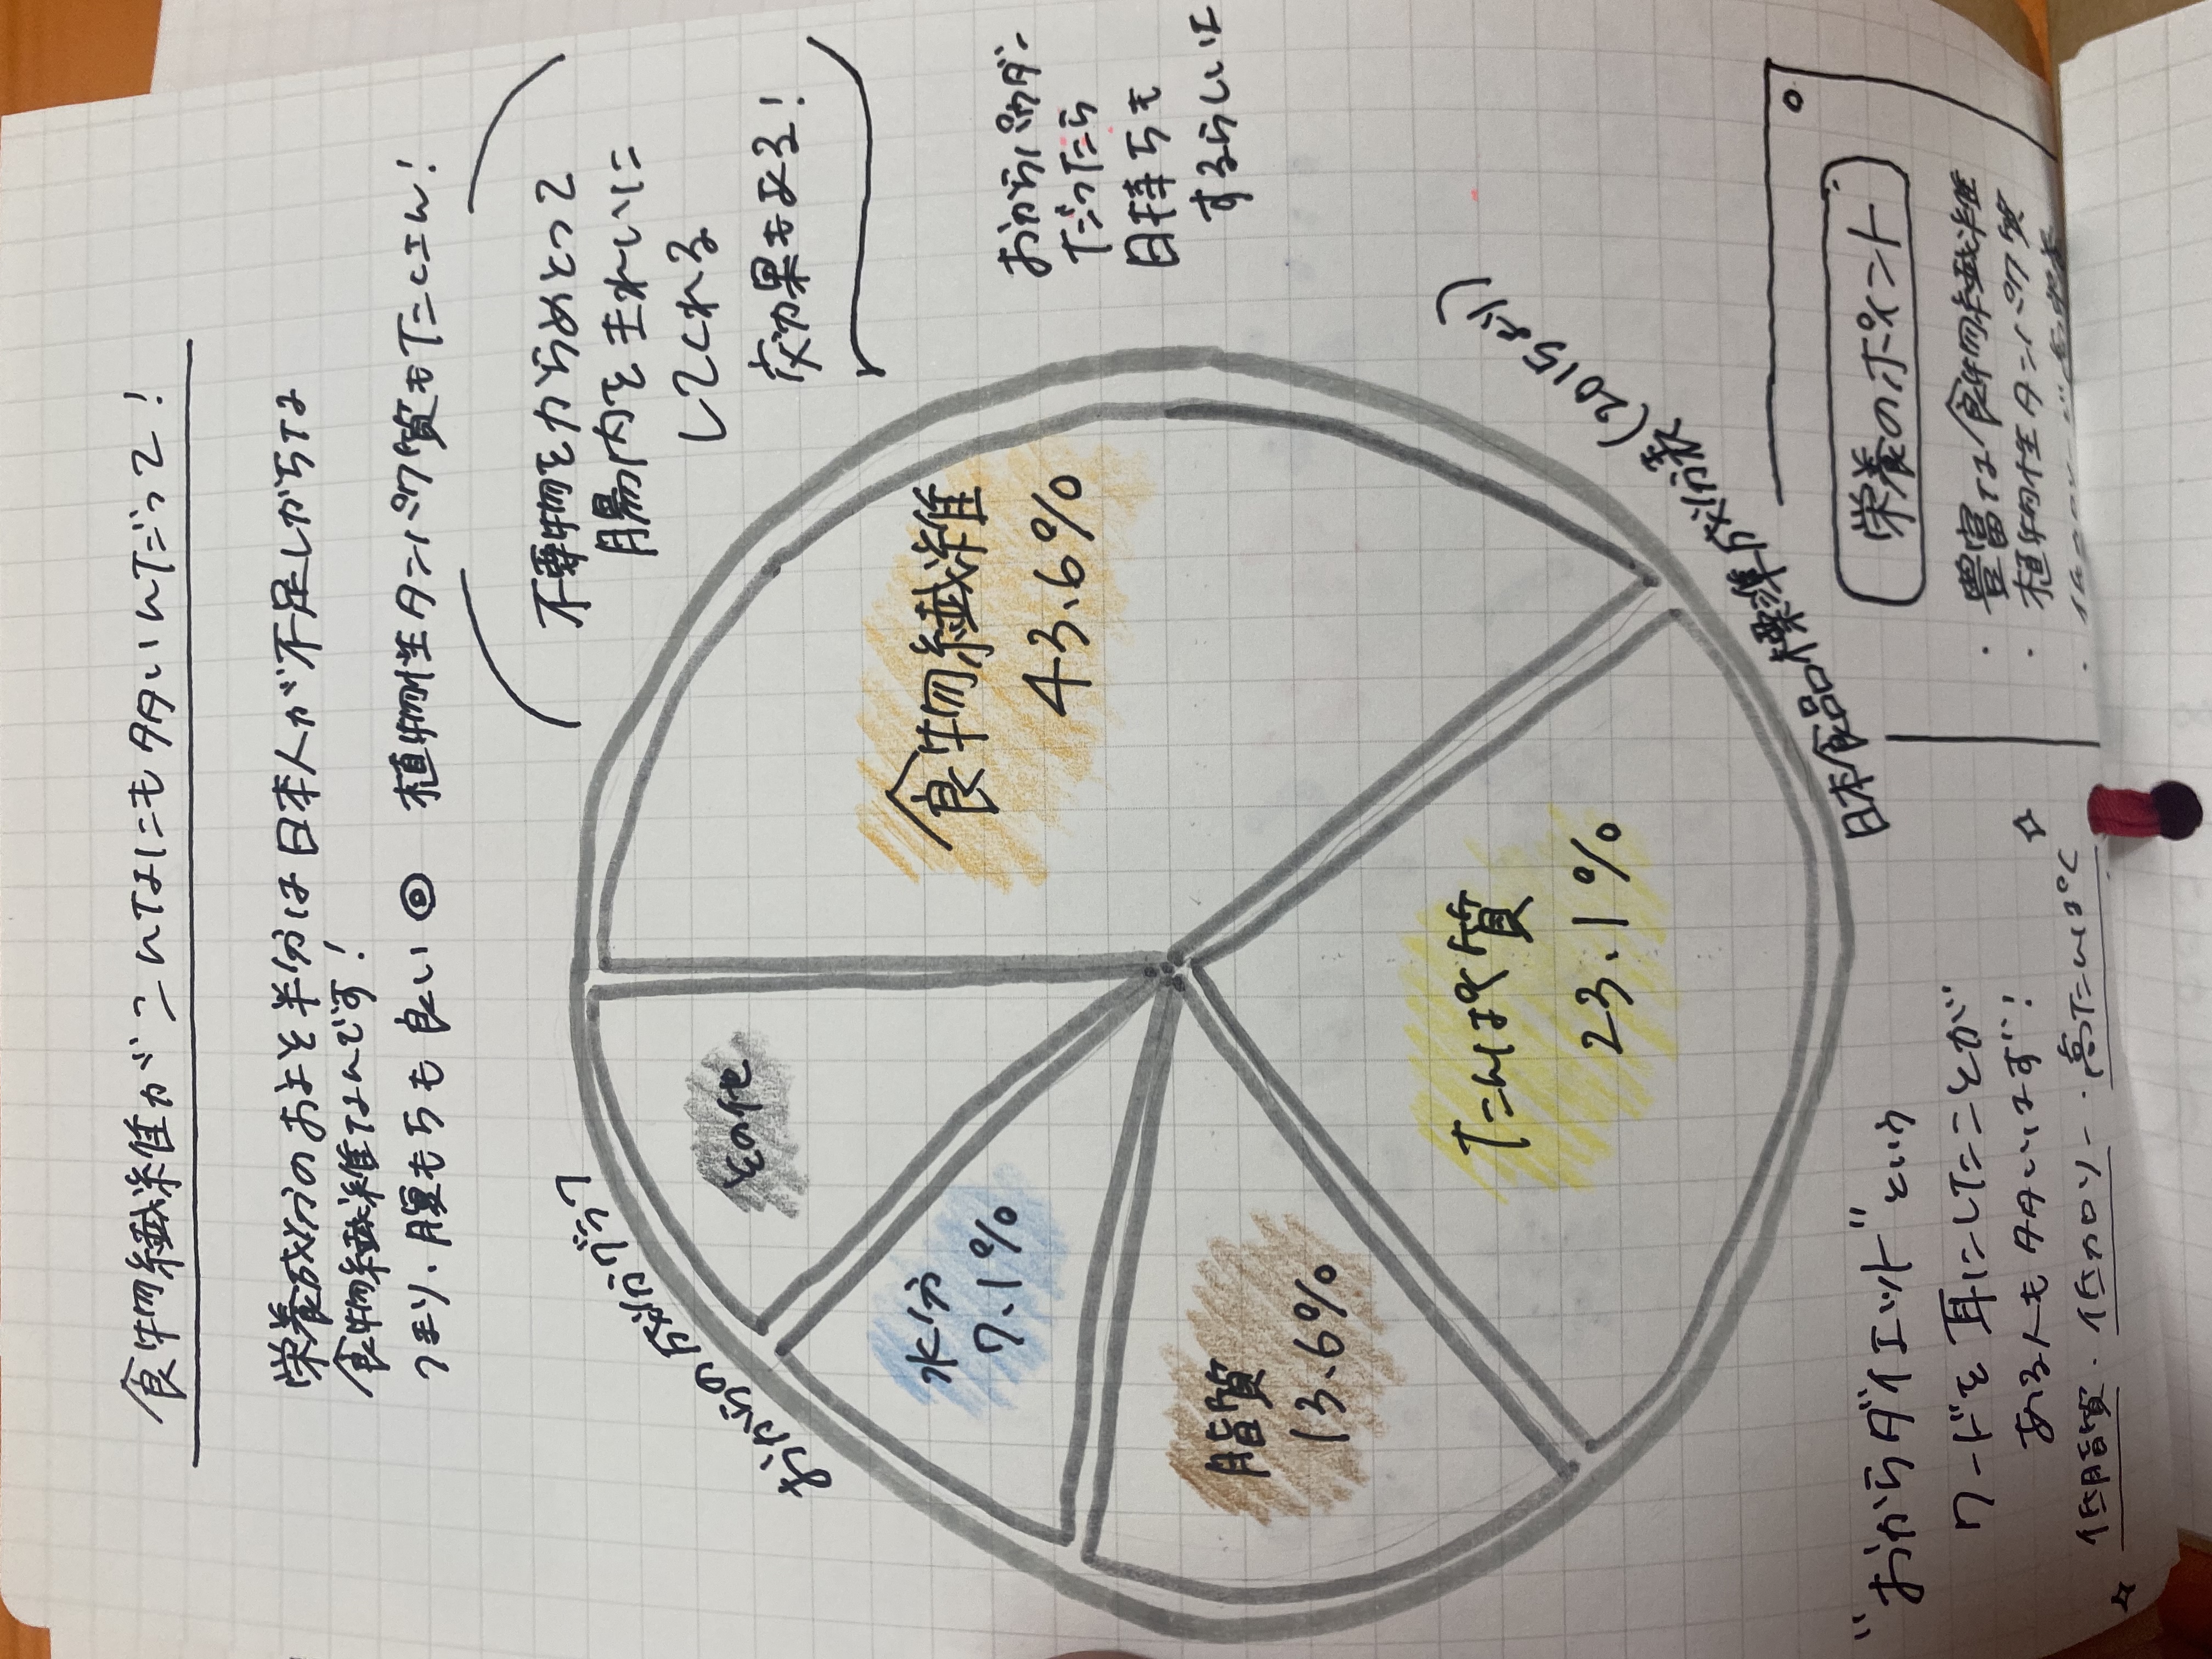 食物繊維がこんなにも多いんだって!
栄養成分のおよそ半分は日本人が不足しがちな
食物繊維なんです!
つまり、腹もちも良い◎ 植物性タンパク質もたくさん!
不要物をからめとって
腸内をきれいに
してくれる
効果もある!
おからの成分グラフ
その他
水分
7.1%
食物繊維
43.6%
脂質
13.6%
たんぱく質
23.1%
おからパウダー
だったら
日持ちも
するらしいよ
日本食品標準成分表(2015より)
"おからダイエット"という
ワードを耳にしたことが
ある人も多いはず!
低脂質・低カロリー・高たんぱく
栄養のポイント
・豊富な食物繊維
・植物性タンパク質